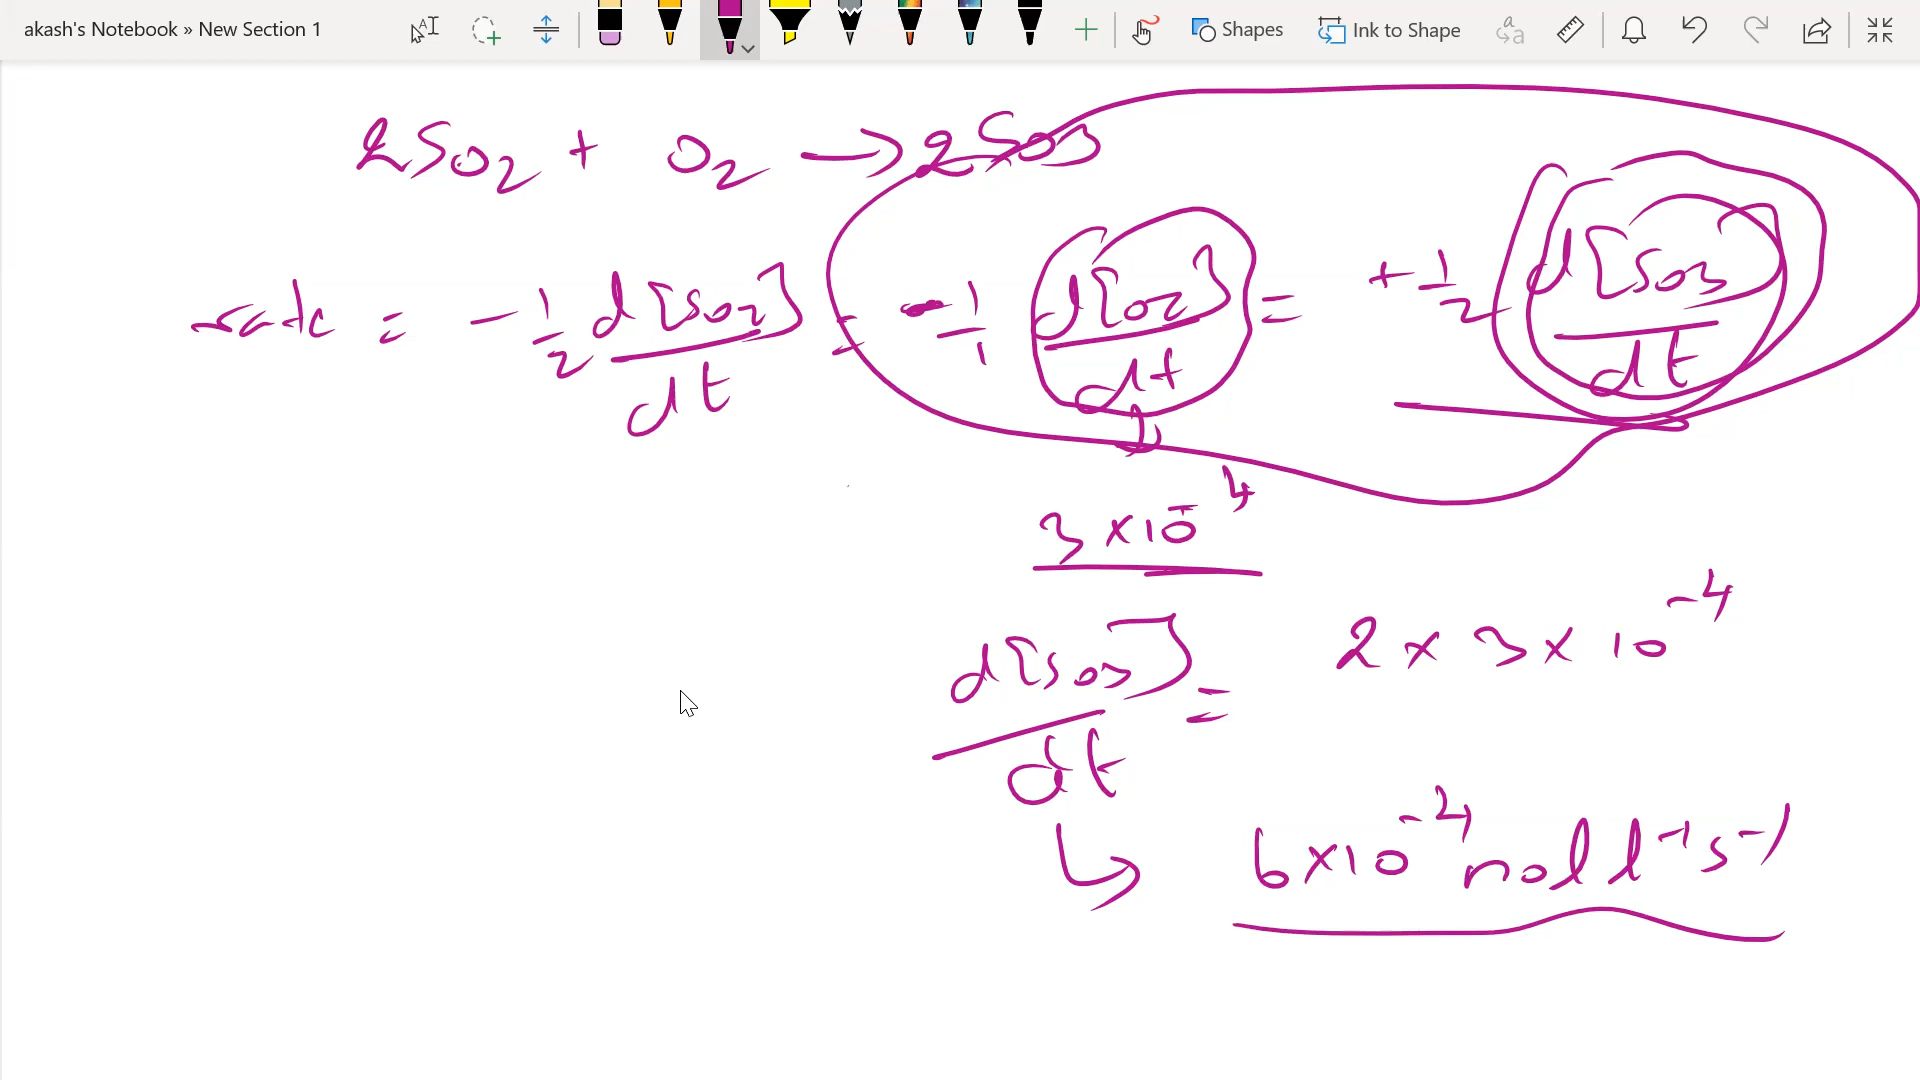 akash's Notebook » New Section 1 Shapes Ink to Shape
2SO2 + O2 → 2SO3
rate = -1/2 d[SO2]/dt = -1/1 d[O2]/dt = +1/2 d[SO3]/dt
3×10⁻⁴
d[SO3]/dt = 2 × 3 × 10⁻⁴
6×10⁻⁴ mol l⁻¹ s⁻¹